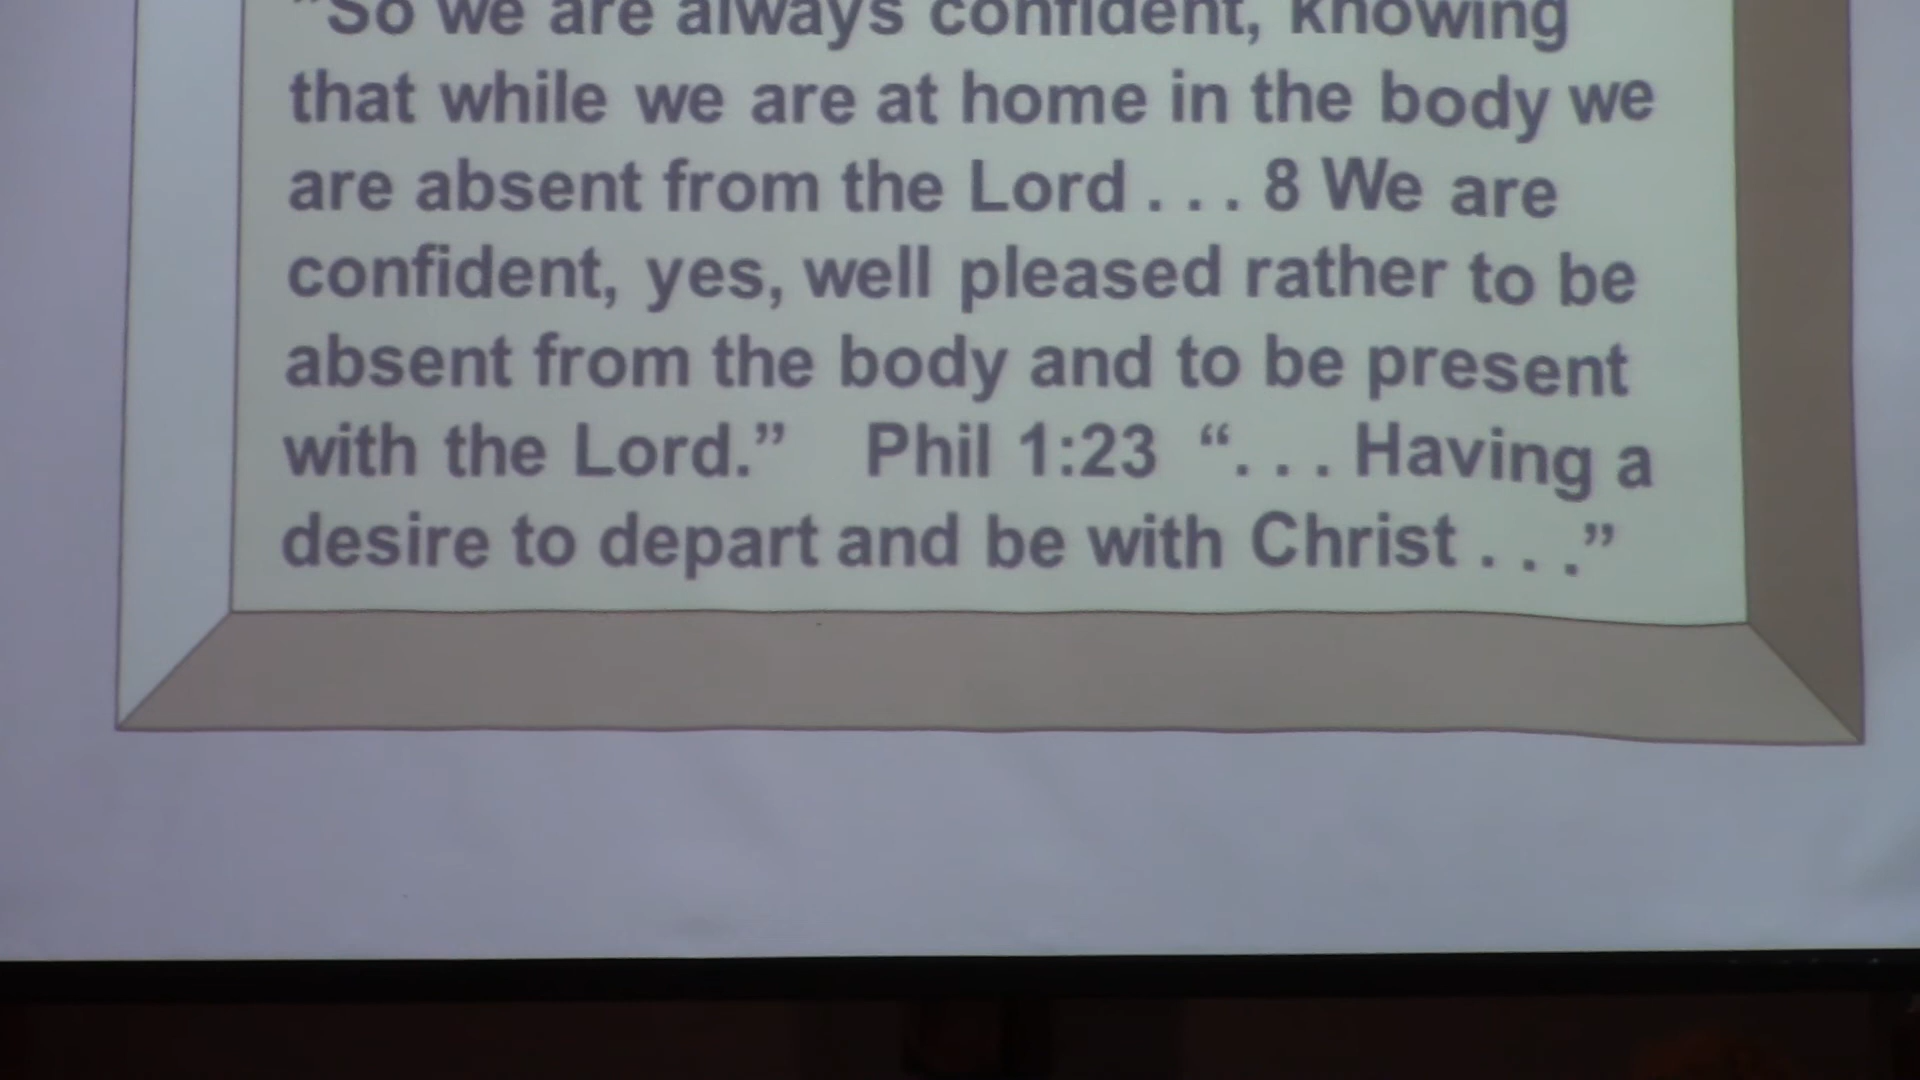 "So we are always confident, knowing
that while we are at home in the body we
are absent from the Lord . . . 8 We are
confident, yes, well pleased rather to be
absent from the body and to be present
with the Lord.” Phil 1:23 “. . . Having a
desire to depart and be with Christ . . .”